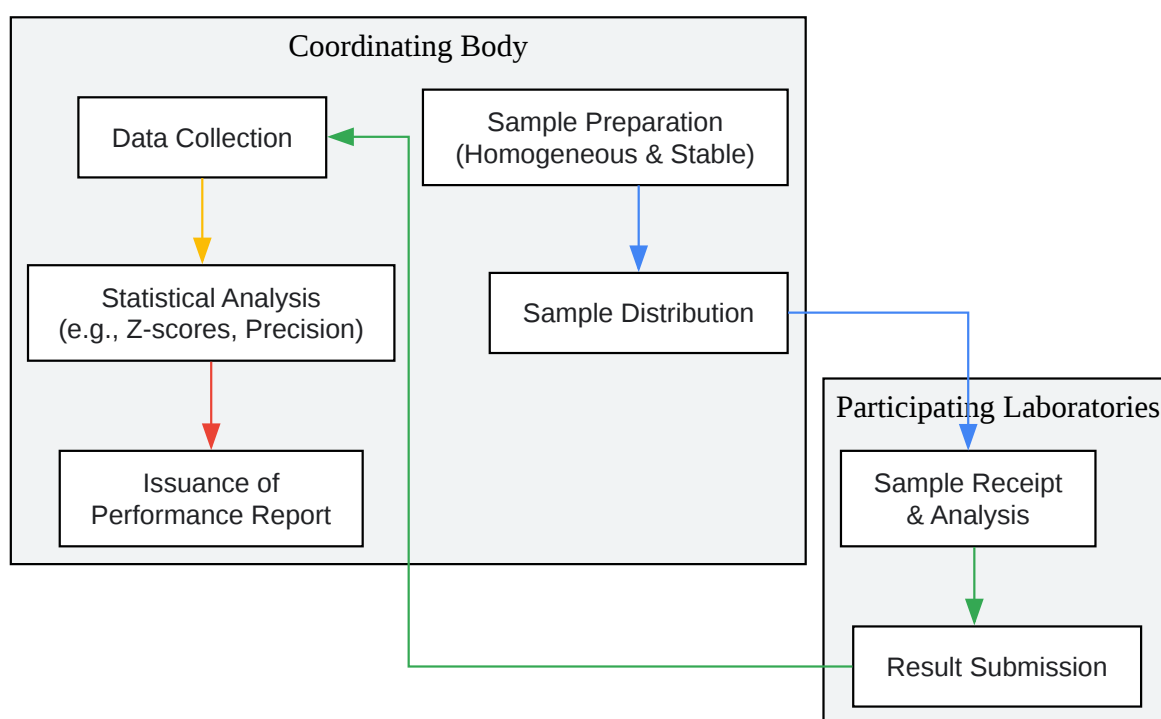 Coordinating Body
Data Collection
Sample Preparation
(Homogeneous & Stable)
Statistical Analysis
(e.g., Z-scores, Precision)
Sample Distribution
Issuance of
Performance Report
Participating Laboratories
Sample Receipt
& Analysis
Result Submission